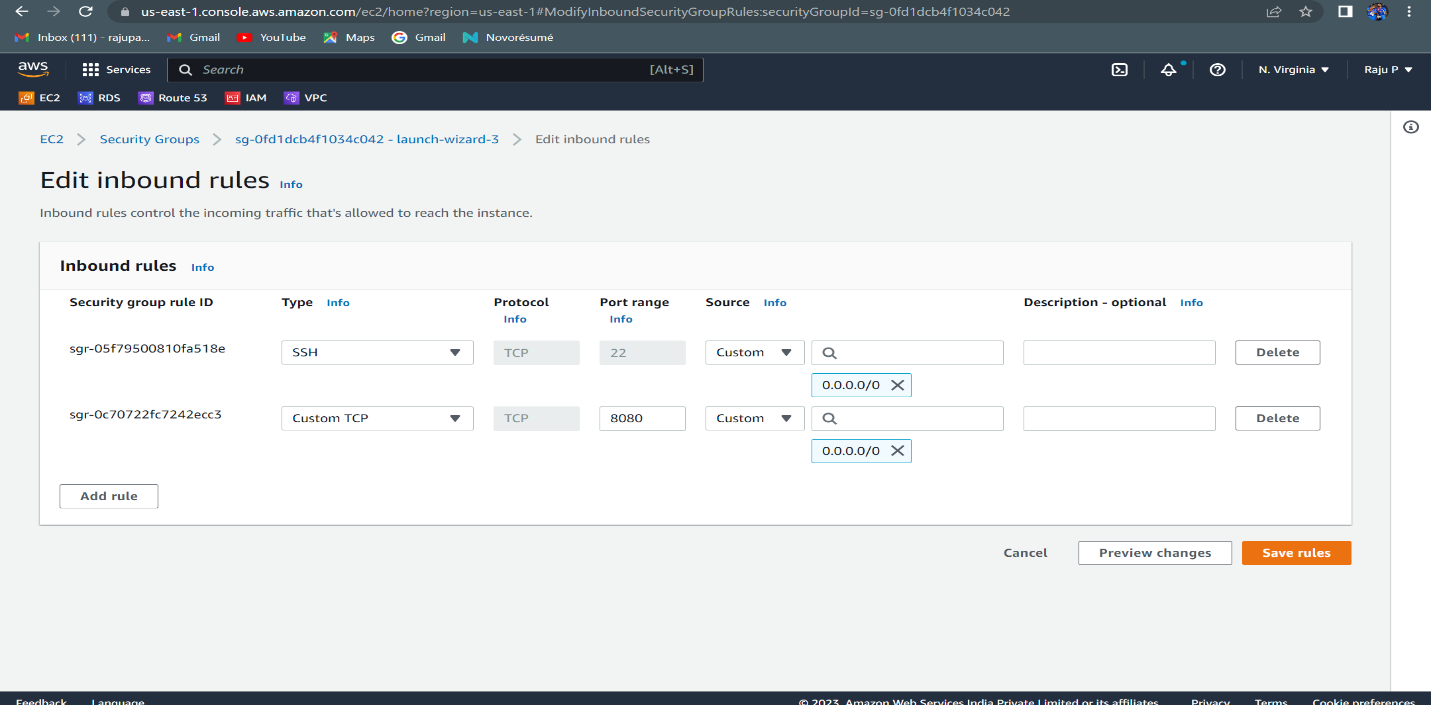 us-east-1.console.aws.amazon.com/ec2/home?region=us-east-1#ModifyInboundSecurityGroupRules:securityGroupId=sg-0fd1dcb4f1034c042
Inbox (111) - rajupa... Gmail YouTube Maps Gmail Novorésumé
aws Services Search [Alt+S] N. Virginia Raju P
EC2 RDS Route 53 IAM VPC
EC2 Security Groups sg-0fd1dcb4f1034c042 - launch-wizard-3 Edit inbound rules
Edit inbound rules Info
Inbound rules control the incoming traffic that's allowed to reach the instance.
Inbound rules Info
Security group rule ID Type Info Protocol Port range Source Info Description - optional Info
Info Info
sgr-05f79500810fa518e SSH TCP 22 Custom Delete
0.0.0.0/0
sgr-0c70722fc7242ecc3 Custom TCP TCP 8080 Custom Delete
0.0.0.0/0
Add rule
Cancel Preview changes Save rules
Feedback Language © 2023, Amazon Web Services India Private Limited or its affiliates. Privacy Terms Cookie preferences